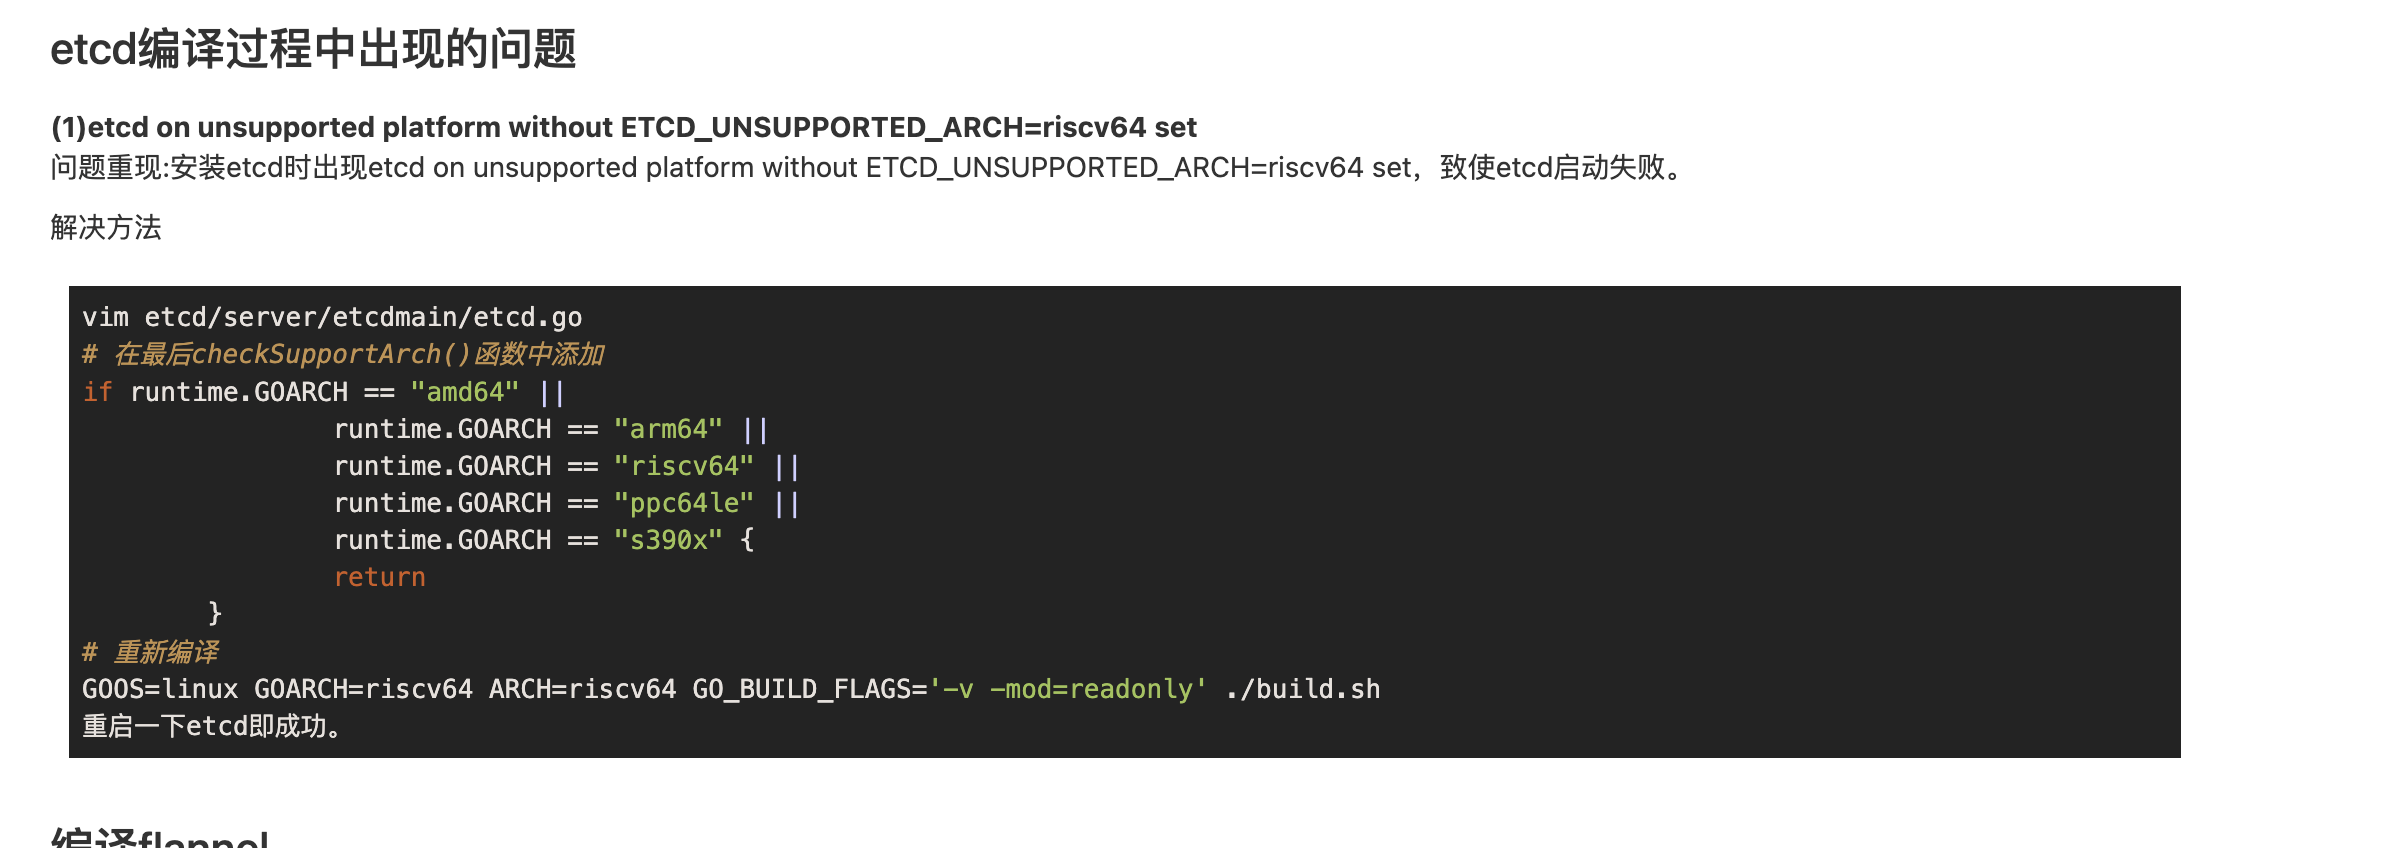 etcd编译过程中出现的问题
(1)etcd on unsupported platform without ETCD_UNSUPPORTED_ARCH=riscv64 set
问题重现:安装etcd时出现etcd on unsupported platform without ETCD_UNSUPPORTED_ARCH=riscv64 set，致使etcd启动失败。
解决方法
vim etcd/server/etcdmain/etcd.go
# 在最后checkSupportArch()函数中添加
if runtime.GOARCH == "amd64" ||
runtime.GOARCH == "arm64" ||
runtime.GOARCH == "riscv64" ||
runtime.GOARCH == "ppc64le" ||
runtime.GOARCH == "s390x" {
return
}
# 重新编译
GOOS=linux GOARCH=riscv64 ARCH=riscv64 GO_BUILD_FLAGS='-v -mod=readonly' ./build.sh
重启一下etcd即成功。
编译flannel